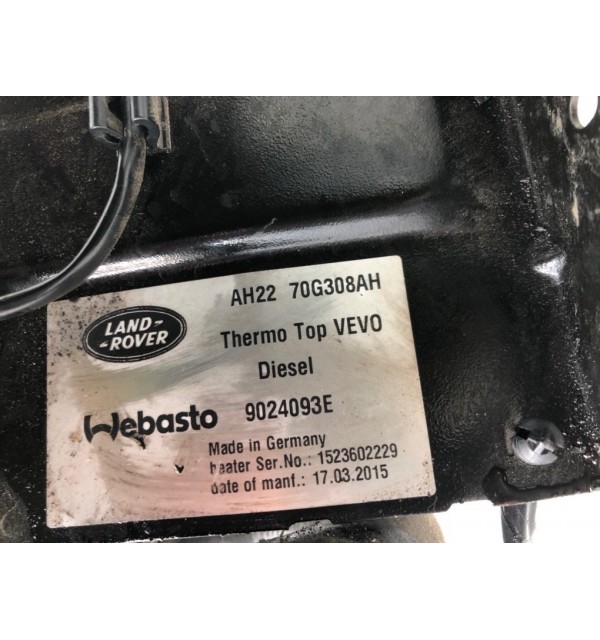 AH22 70G308AH
LAND-
-ROVER
Thermo Top VEVO
Diesel
Webasto 9024093E
Made in Germany
heater Ser.No.: 1523602229
date of manf.: 17.03.2015